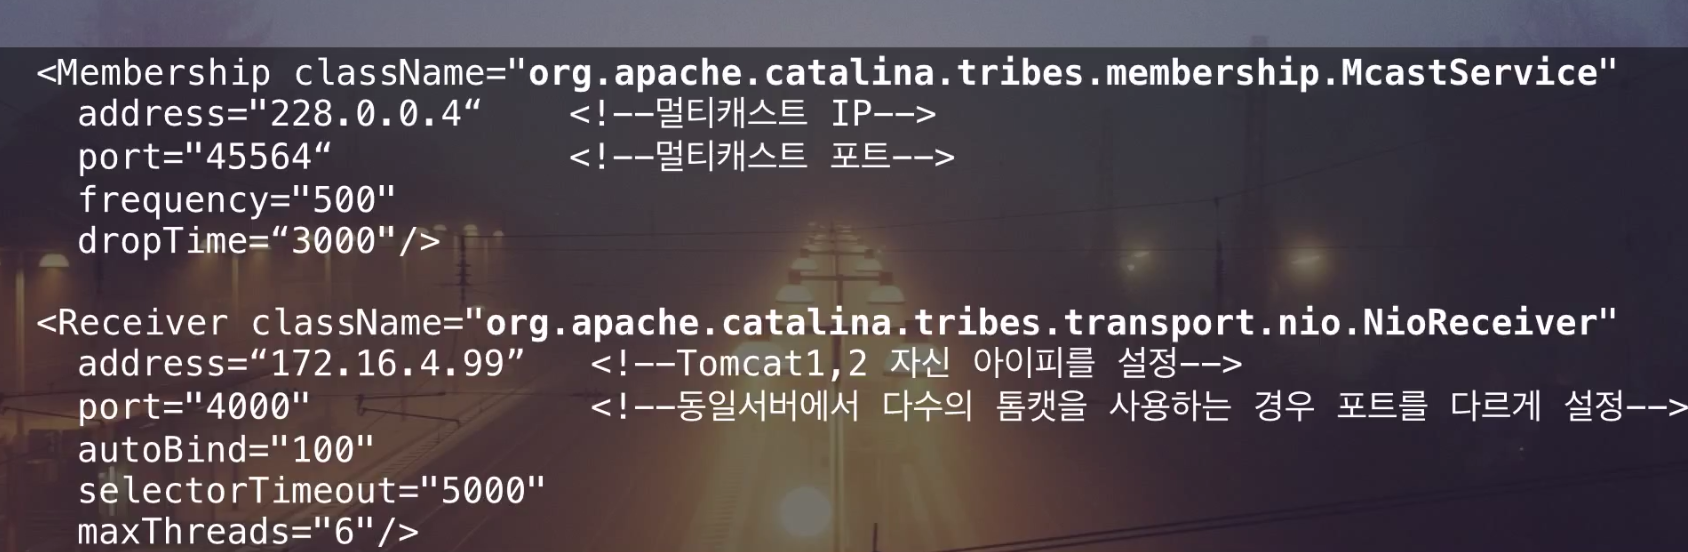 <Membership className="org.apache.catalina.tribes.membership.McastService"
address="228.0.0.4“ <!--멀티캐스트 IP-->
port="45564“ <!--멀티캐스트 포트-->
frequency="500"
dropTime=“3000"/>
<Receiver className="org.apache.catalina.tribes.transport.nio.NioReceiver"
address=“172.16.4.99” <!--Tomcat1,2 자신 아이피를 설정-->
port="4000" <!--동일서버에서 다수의 톰캣을 사용하는 경우 포트를 다르게 설정-->
autoBind="100"
selectorTimeout="5000"
maxThreads="6"/>